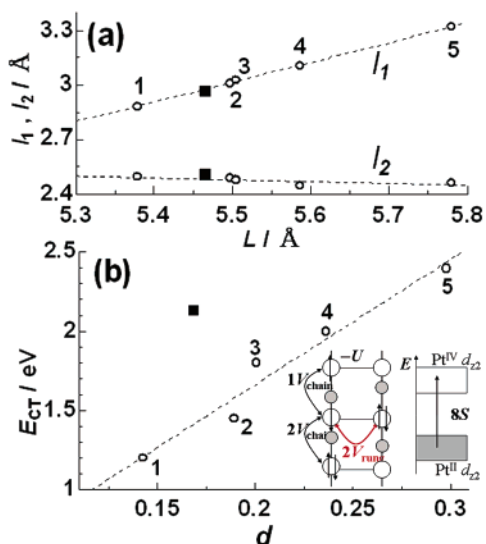 (a)
l1 , l2 / Å
3.3
3
2.7
2.4
1
2
3
4
5
l1
l2
5.3 5.4 5.5 5.6 5.7 5.8
L / Å
(b)
ECT / eV
2.5
2
1.5
1
1
2
3
4
5
0.15 0.2 0.25 0.3
d
-U
1Vchain
2Vchai
2Vrung
E
PtIV dz2
8S
PtII dz2